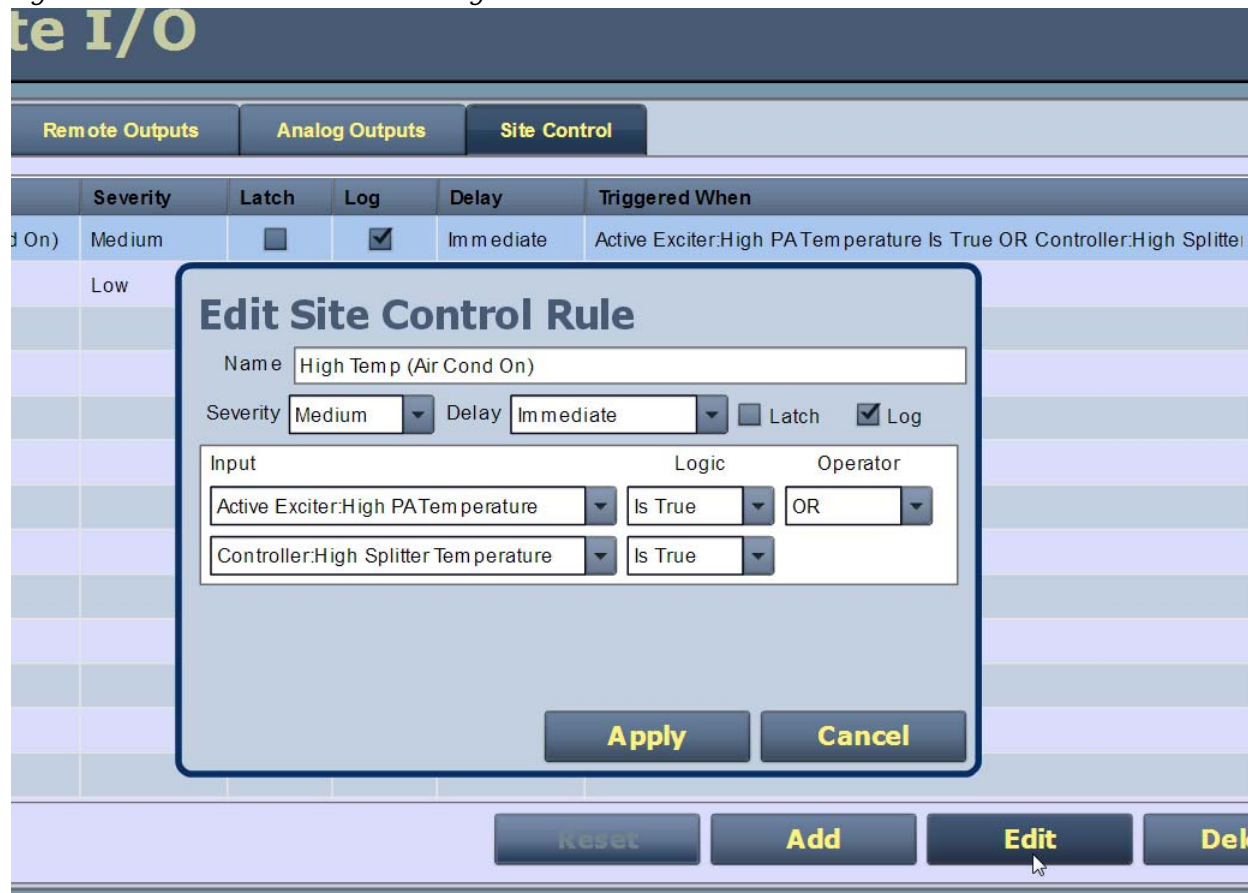 te I/O
Remote Outputs Analog Outputs Site Control
Severity Latch Log Delay Triggered When
d On) Medium Immediate Active Exciter:High PA Temperature Is True OR Controller:High Splitter
Low
Edit Site Control Rule
Name High Temp (Air Cond On)
Severity Medium Delay Immediate Latch Log
Input Logic Operator
Active Exciter:High PA Temperature Is True OR
Controller:High Splitter Temperature Is True
Apply Cancel
Reset Add Edit Del